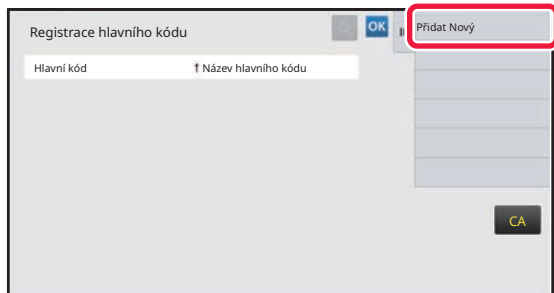 Registrace hlavního kódu
OK
Přidat Nový
Hlavní kód
Název hlavního kódu
CA